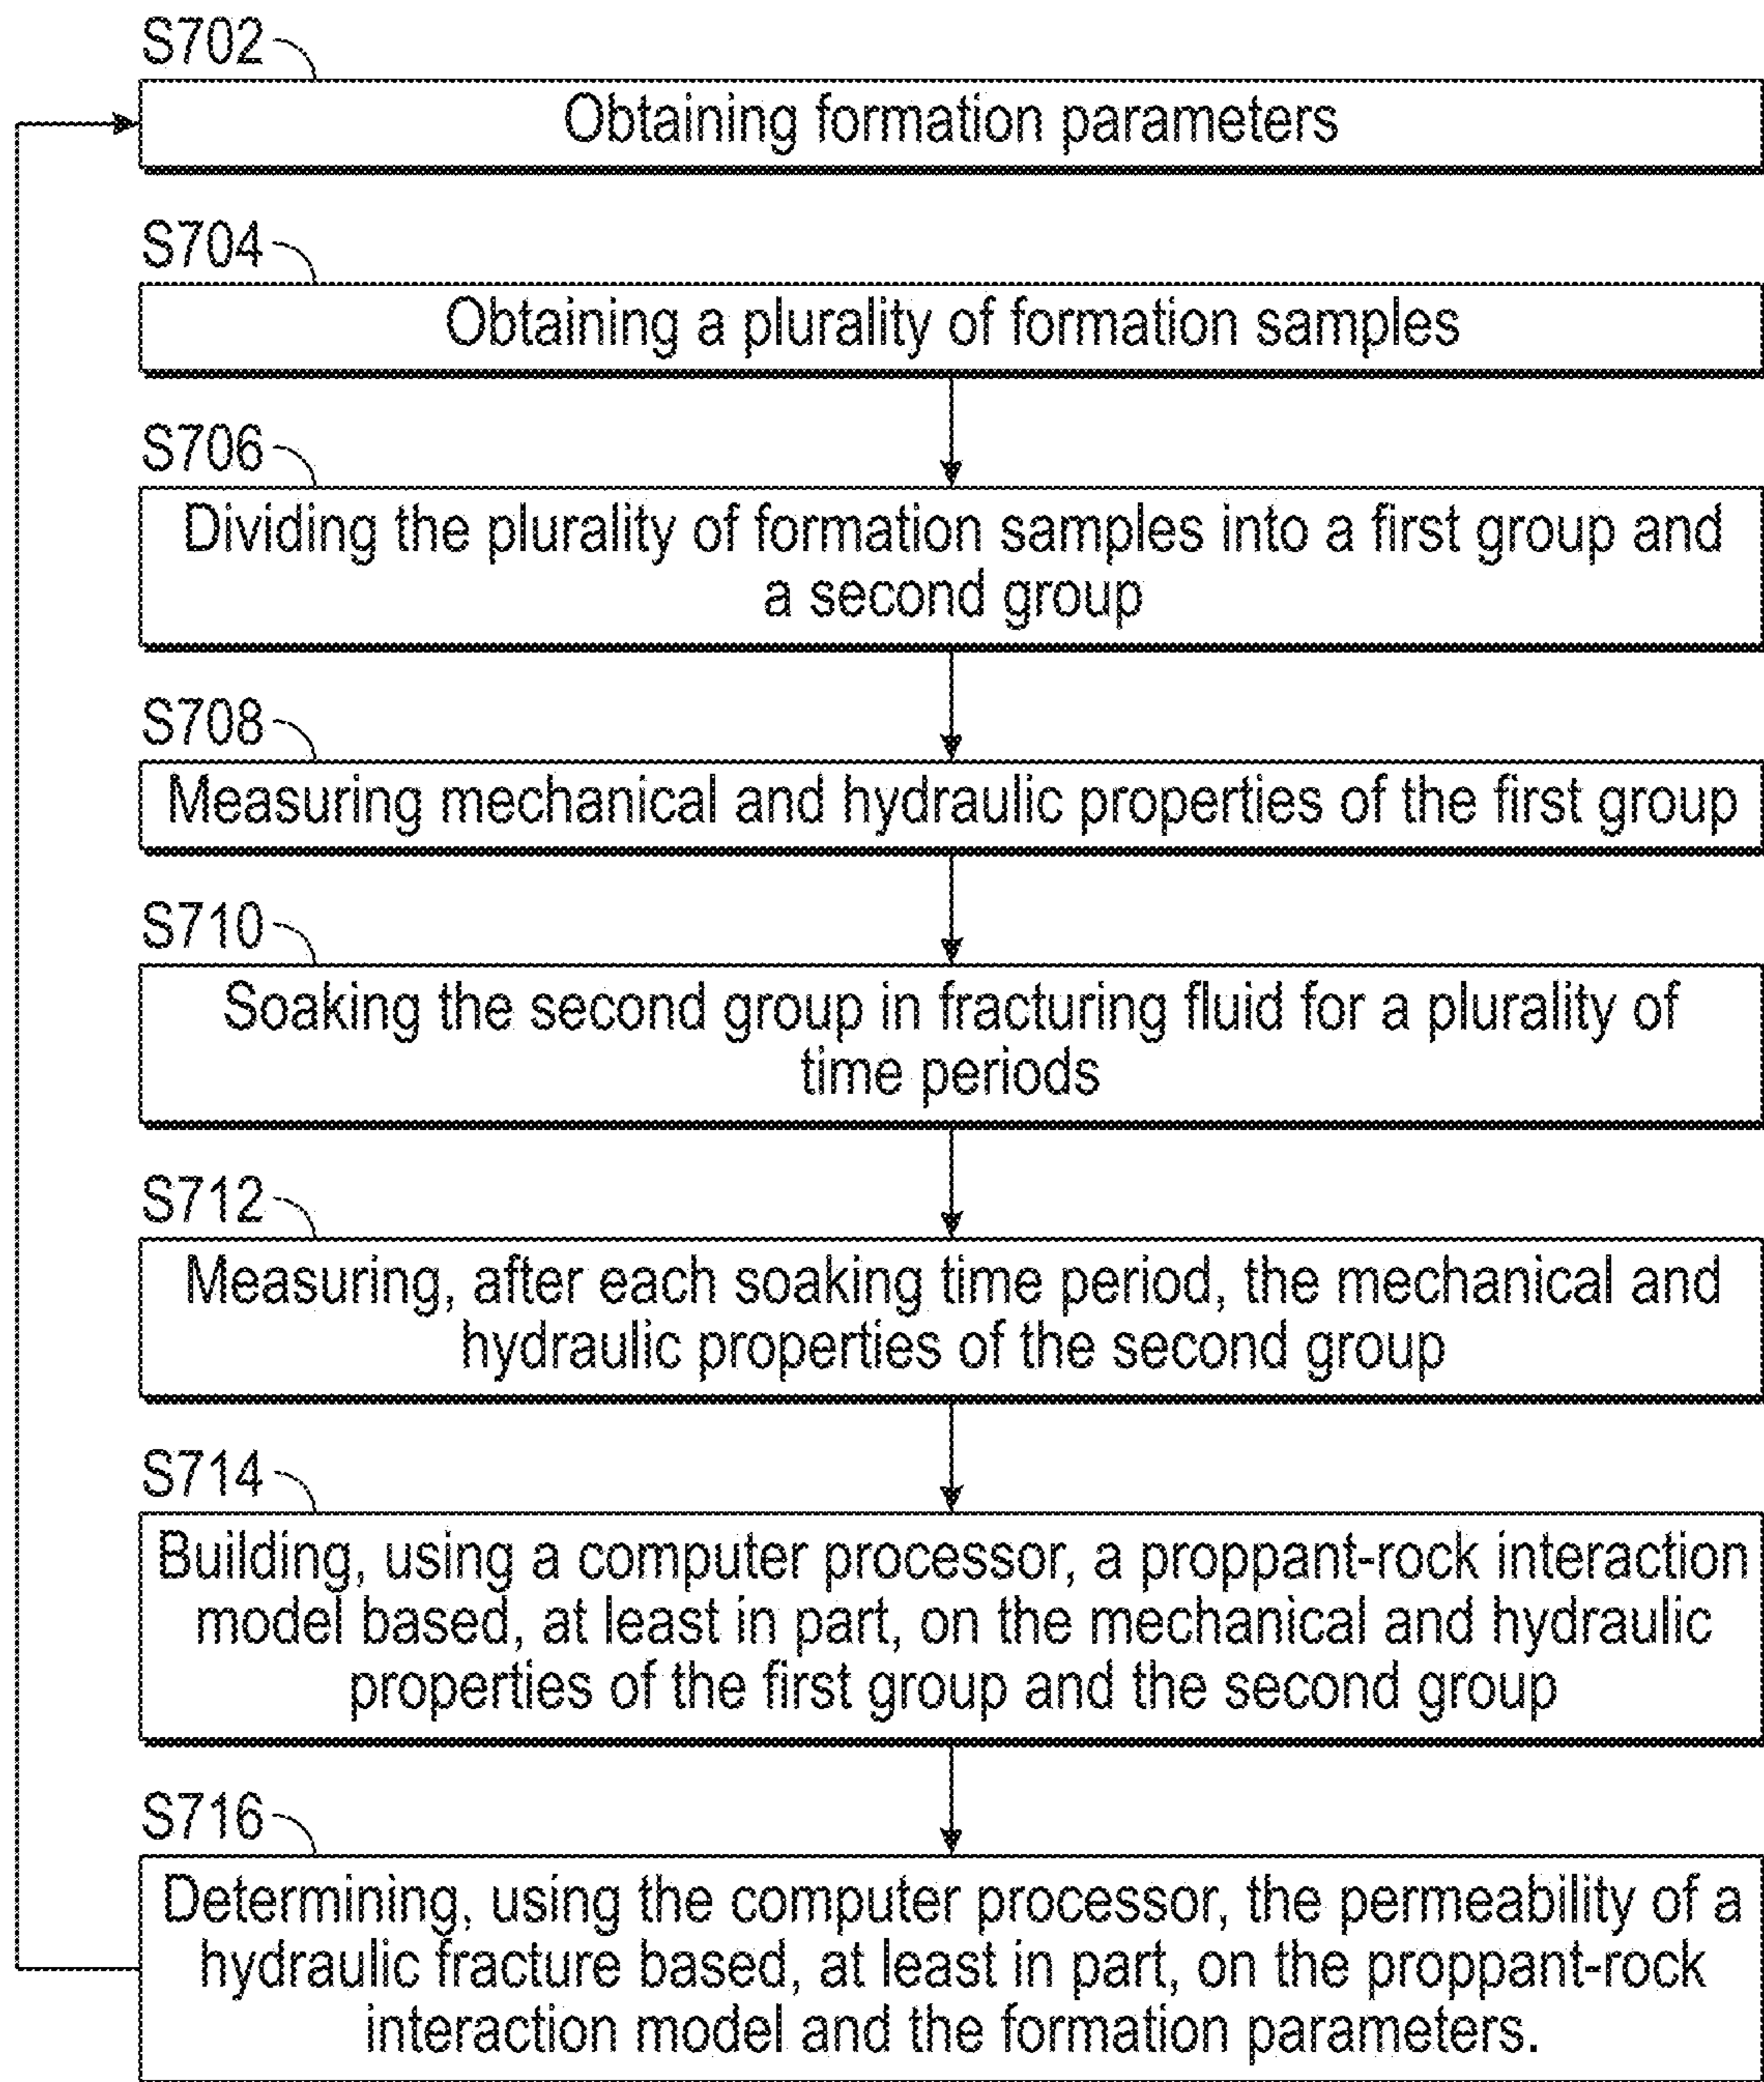 S702
Obtaining formation parameters
S704
Obtaining a plurality of formation samples
S706
Dividing the plurality of formation samples into a first group and
a second group
S708
Measuring mechanical and hydraulic properties of the first group
S710
Soaking the second group in fracturing fluid for a plurality of
time periods
S712
Measuring, after each soaking time period, the mechanical and
hydraulic properties of the second group
S714
Building, using a computer processor, a proppant-rock interaction
model based, at least in part, on the mechanical and hydraulic
properties of the first group and the second group
S716
Determining, using the computer processor, the permeability of a
hydraulic fracture based, at least in part, on the proppant-rock
interaction model and the formation parameters.